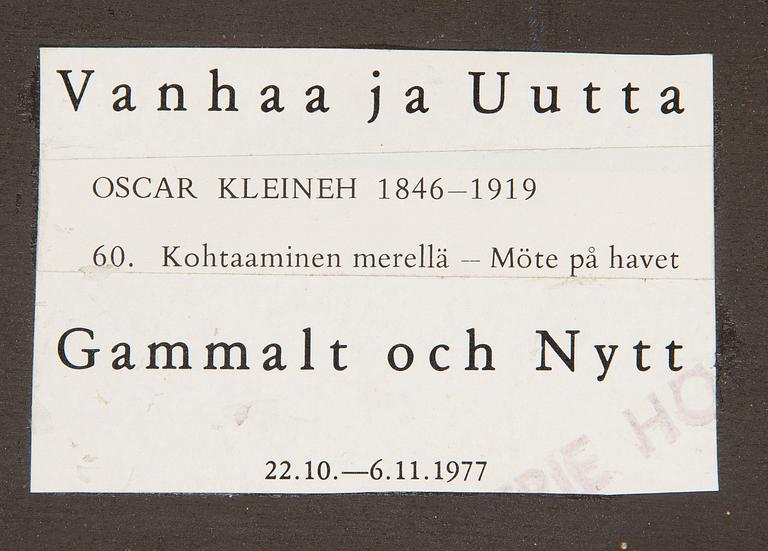 Vanhaa ja Uutta
OSCAR KLEINEH 1846–1919
60. Kohtaaminen merellä – Möte på havet
Gammalt och Nytt
22.10.—6.11.1977